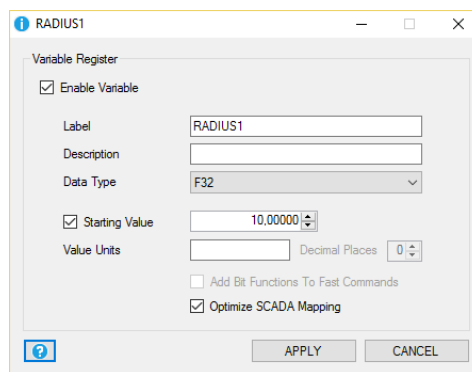 RADIUS1
Variable Register
Enable Variable
Label RADIUS1
Description
Data Type F32
Starting Value 10,00000
Value Units Decimal Places 0
Add Bit Functions To Fast Commands
Optimize SCADA Mapping
? APPLY CANCEL